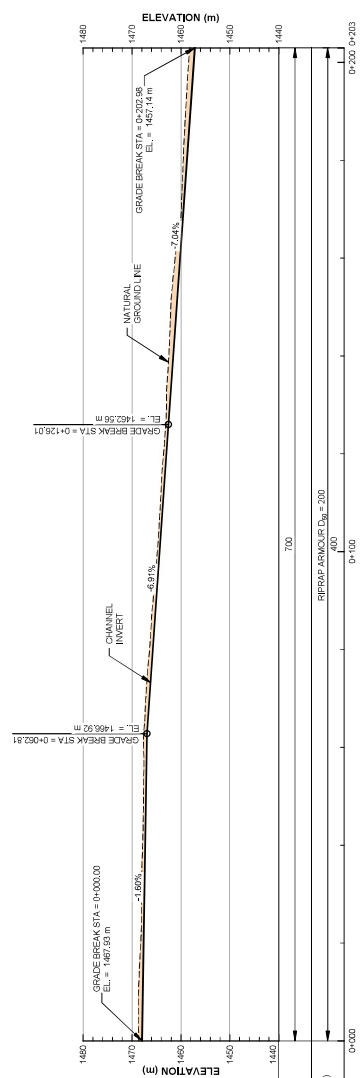 ELEVATION (m)
1480
1470
1460
1450
1440
GRADE BREAK STA = 0+000.00
EL. = 1467.93 m
-1.60%
GRADE BREAK STA = 0+062.81
EL. = 1466.92 m
CHANNEL
INVERT
-6.91%
GRADE BREAK STA = 0+126.01
EL. = 1462.56 m
NATURAL
GROUND LINE
-7.04%
GRADE BREAK STA = 0+202.98
EL. = 1457.14 m
ELEVATION (m)
1480
1470
1460
1450
1440
700
RIPRAP ARMOUR D50 = 200
400
0+000
0+100
0+200
0+203
)